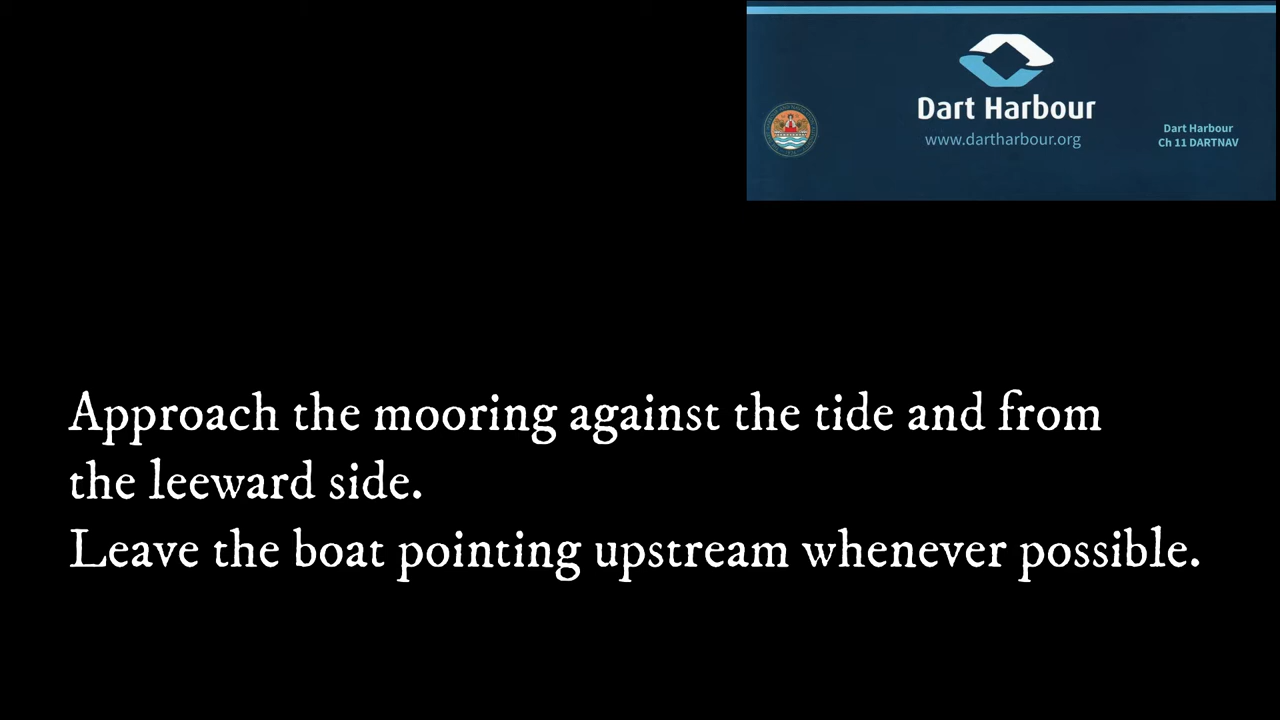 Dart Harbour
www.dartharbour.org
Dart Harbour
Ch 11 DARTNAV
Approach the mooring against the tide and from
the leeward side.
Leave the boat pointing upstream whenever possible.